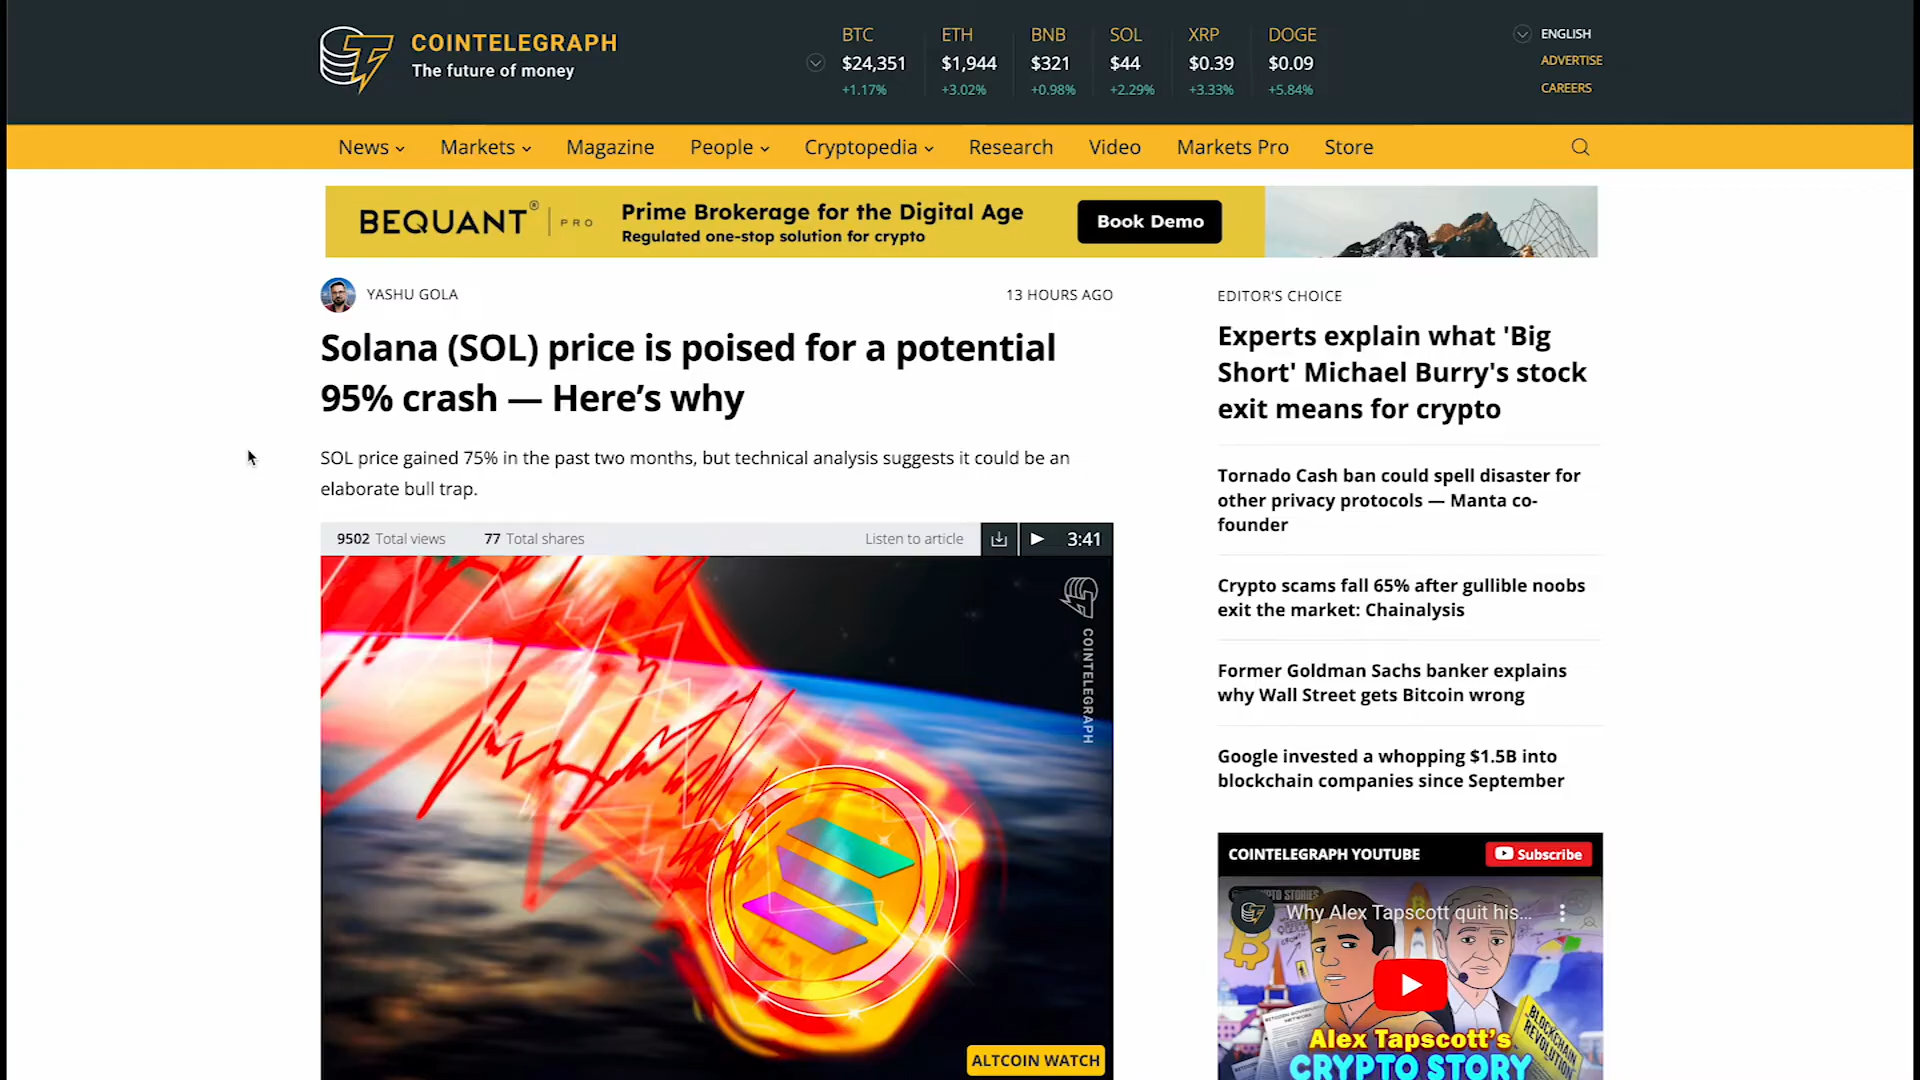 COINTELEGRAPH
The future of money
BTC
$24,351
+1.17%
ETH
$1,944
+3.02%
BNB
$321
+0.98%
SOL
$44
+2.29%
XRP
$0.39
+3.33%
DOGE
$0.09
+5.84%
ENGLISH
ADVERTISE
CAREERS
News Markets Magazine People Cryptopedia Research Video Markets Pro Store
BEQUANT® | PRO
Prime Brokerage for the Digital Age
Regulated one-stop solution for crypto
Book Demo
YASHU GOLA
13 HOURS AGO
Solana (SOL) price is poised for a potential
95% crash — Here’s why
SOL price gained 75% in the past two months, but technical analysis suggests it could be an
elaborate bull trap.
9502 Total views 77 Total shares Listen to article 3:41
COINTELEGRAPH
ALTCOIN WATCH
EDITOR'S CHOICE
Experts explain what 'Big
Short' Michael Burry's stock
exit means for crypto
Tornado Cash ban could spell disaster for
other privacy protocols — Manta co-
founder
Crypto scams fall 65% after gullible noobs
exit the market: Chainalysis
Former Goldman Sachs banker explains
why Wall Street gets Bitcoin wrong
Google invested a whopping $1.5B into
blockchain companies since September
COINTELEGRAPH YOUTUBE
Subscribe
Why Alex Tapscott quit his...
BLOCKCHAIN
REVOLUTION
Alex Tapscott's
CRYPTO STORY